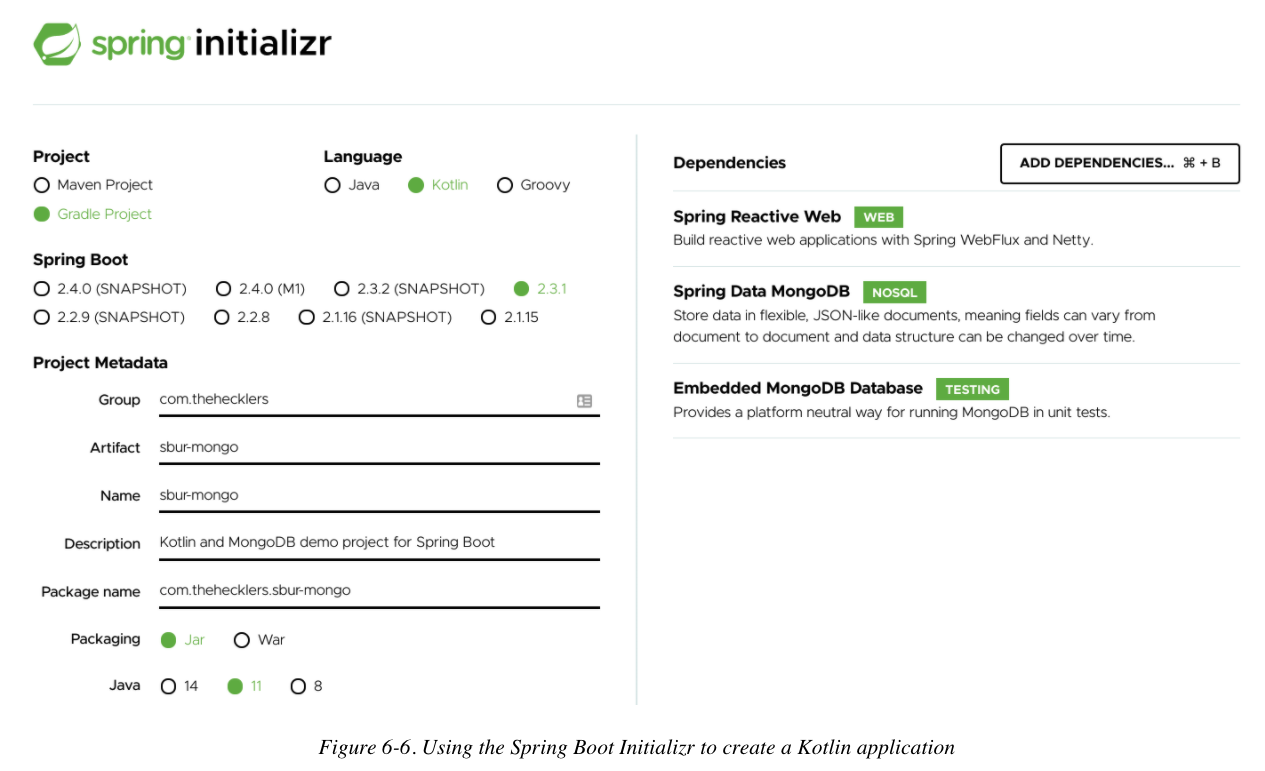 spring initializr
Project
Maven Project
Gradle Project
Language
Java Kotlin Groovy
Spring Boot
2.4.0 (SNAPSHOT) 2.4.0 (M1) 2.3.2 (SNAPSHOT) 2.3.1
2.2.9 (SNAPSHOT) 2.2.8 2.1.16 (SNAPSHOT) 2.1.15
Project Metadata
Group com.thehecklers
Artifact sbur-mongo
Name sbur-mongo
Description Kotlin and MongoDB demo project for Spring Boot
Package name com.thehecklers.sbur-mongo
Packaging Jar War
Java 14 11 8
Dependencies ADD DEPENDENCIES... ⌘ + B
Spring Reactive Web WEB
Build reactive web applications with Spring WebFlux and Netty.
Spring Data MongoDB NOSQL
Store data in flexible, JSON-like documents, meaning fields can vary from
document to document and data structure can be changed over time.
Embedded MongoDB Database TESTING
Provides a platform neutral way for running MongoDB in unit tests.
Figure 6-6. Using the Spring Boot Initializr to create a Kotlin application